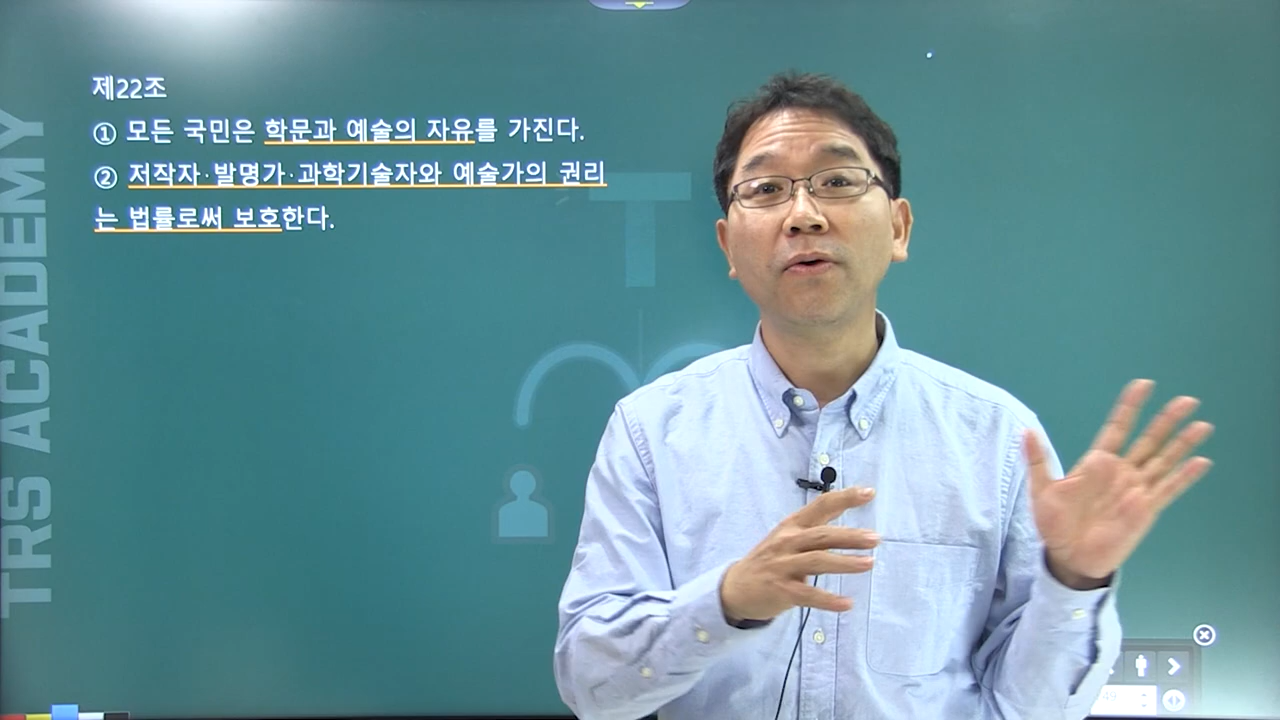 제22조
① 모든 국민은 학문과 예술의 자유를 가진다.
② 저작자·발명가·과학기술자와 예술가의 권리
는 법률로써 보호한다.
TRS ACADEMY
T
49